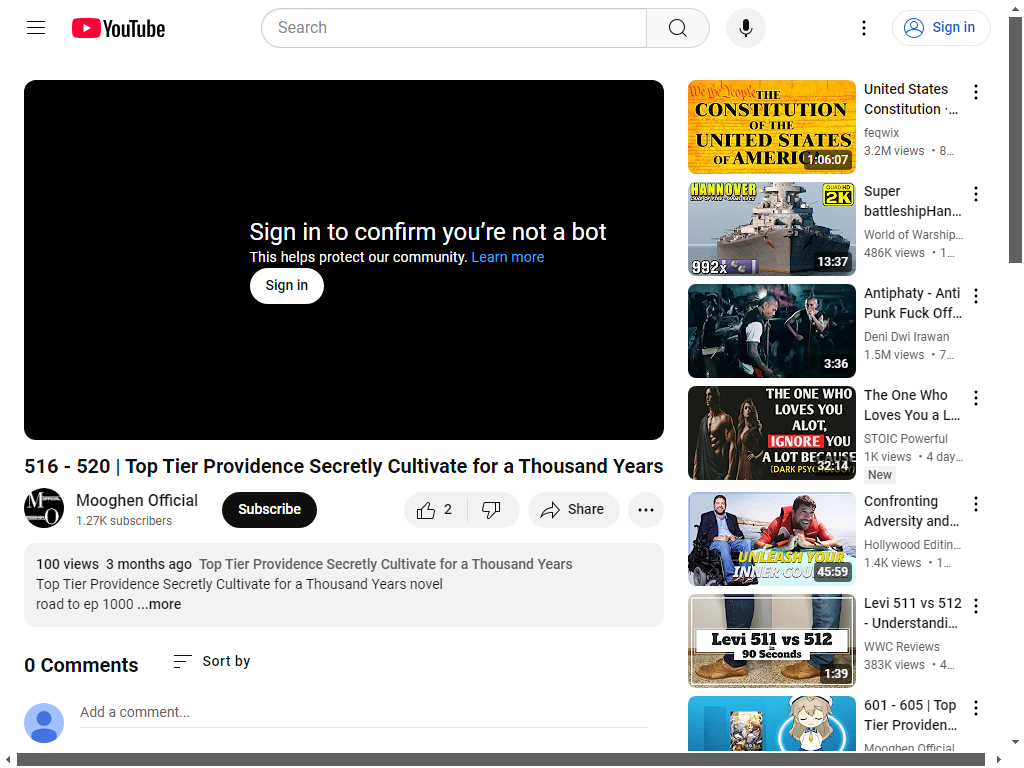 YouTube
Search
Sign in
Sign in to confirm you're not a bot
This helps protect our community. Learn more
Sign in
516 - 520 | Top Tier Providence Secretly Cultivate for a Thousand Years
Mooghen Official
1.27K subscribers
Subscribe
2
Share
100 views 3 months ago Top Tier Providence Secretly Cultivate for a Thousand Years
Top Tier Providence Secretly Cultivate for a Thousand Years novel
road to ep 1000 ...more
0 Comments
Sort by
Add a comment...
We the People THE
CONSTITUTION
OF THE
UNITED STATES
OF AMERIC
1:06:07
United States
Constitution ·...
feqwix
3.2M views • 8...
HANNOVER
QUAD HD
2K
992x
13:37
Super
battleshipHan...
World of Warship...
486K views • 1...
3:36
Antiphaty - Anti
Punk Fuck Off...
Deni Dwi Irawan
1.5M views • 7...
THE ONE WHO
LOVES YOU
ALOT,
IGNORE YOU
A LOT BECAUSE
(DARK PSYCHOLOGY)
32:14
The One Who
Loves You a L...
STOIC Powerful
1K views • 4 day...
New
UNLEASH YOUR
INNER COU
45:59
Confronting
Adversity and...
Hollywood Editin...
1.4K views • 1...
Levi 511 vs 512
in
90 Seconds
1:39
Levi 511 vs 512
- Understandi...
WWC Reviews
383K views • 4...
601 - 605 | Top
Tier Providen...
Mooghen Official